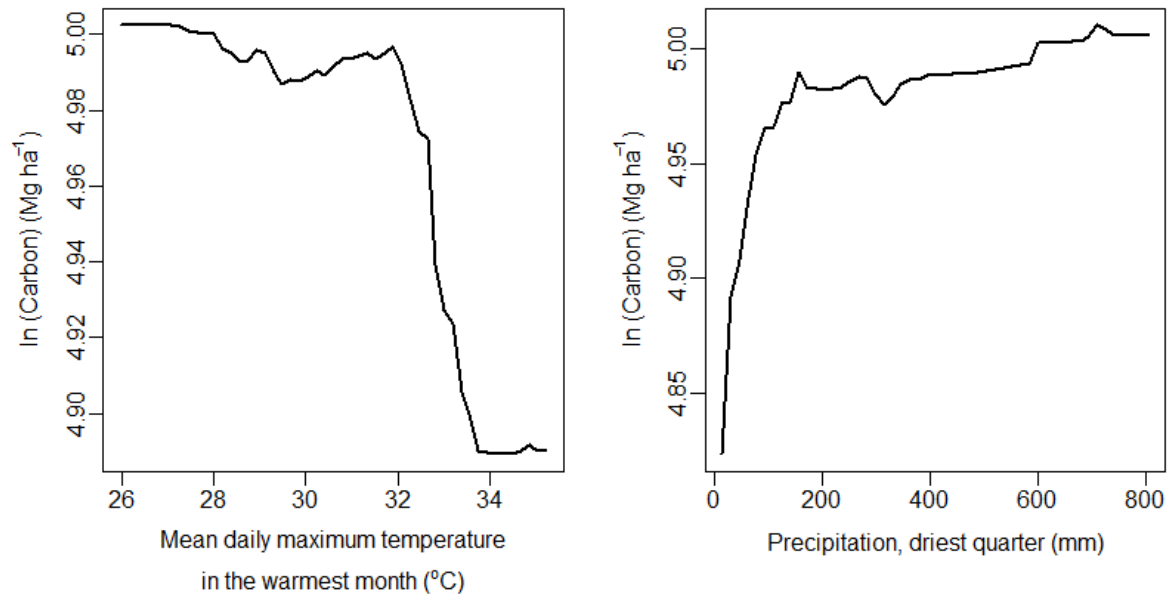 ln (Carbon) (Mg ha⁻¹)
5.00
4.98
4.96
4.94
4.92
4.90
26 28 30 32 34
Mean daily maximum temperature
in the warmest month (°C)
ln (Carbon) (Mg ha⁻¹)
5.00
4.95
4.90
4.85
0 200 400 600 800
Precipitation, driest quarter (mm)